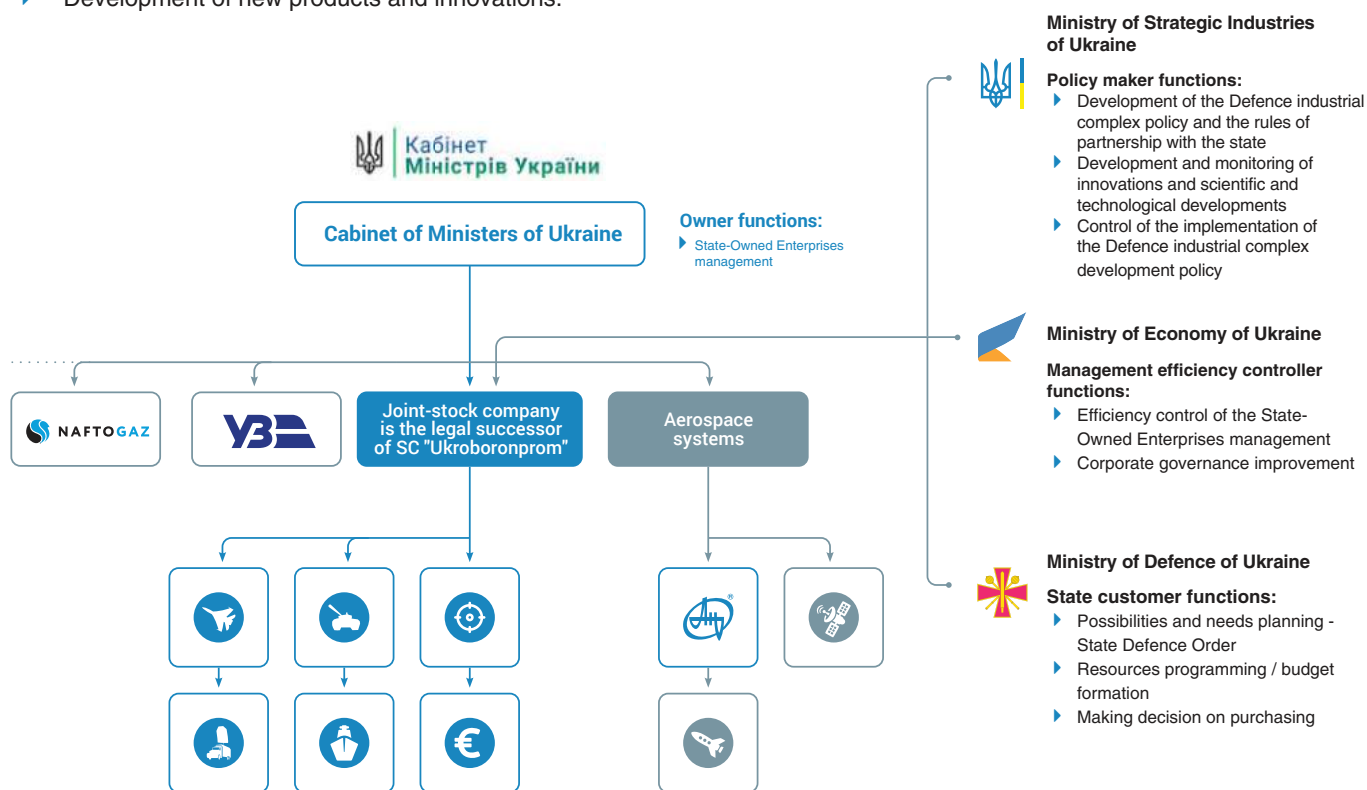 Development of new products and innovations.
Кабінет
Міністрів України
Cabinet of Ministers of Ukraine
Owner functions:
State-Owned Enterprises
management
NAFTOGAZ
УЗ
Joint-stock company
is the legal successor
of SC "Ukroboronprom"
Aerospace
systems
®
€
Ministry of Strategic Industries
of Ukraine
Policy maker functions:
Development of the Defence industrial
complex policy and the rules of
partnership with the state
Development and monitoring of
innovations and scientific and
technological developments
Control of the implementation of
the Defence industrial complex
development policy
Ministry of Economy of Ukraine
Management efficiency controller
functions:
Efficiency control of the State-
Owned Enterprises management
Corporate governance improvement
Ministry of Defence of Ukraine
State customer functions:
Possibilities and needs planning -
State Defence Order
Resources programming / budget
formation
Making decision on purchasing